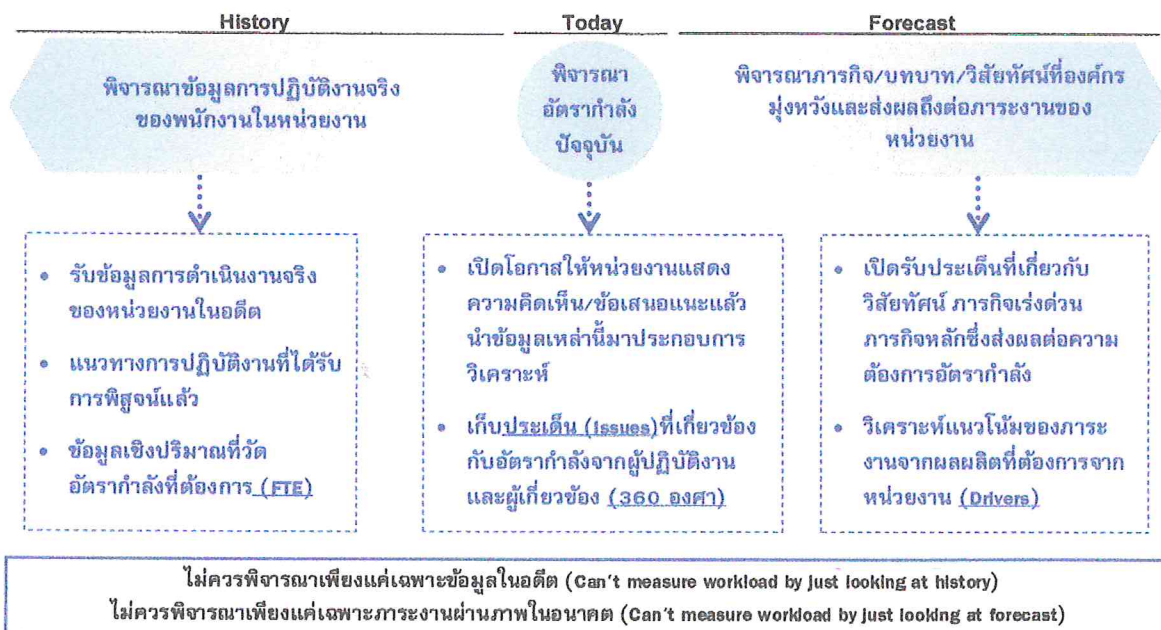 History
Today
Forecast
พิจารณาข้อมูลการปฏิบัติงานจริง
ของพนักงานในหน่วยงาน
พิจารณา
อัตรากำลัง
ปัจจุบัน
พิจารณาภารกิจ/บทบาท/วิสัยทัศน์ที่องค์กร
มุ่งหวังและส่งผลถึงต่อภาระงานของ
หน่วยงาน
• รับข้อมูลการดำเนินงานจริง
ของหน่วยงานในอดีต
• แนวทางการปฏิบัติงานที่ได้รับ
การพิสูจน์แล้ว
• ข้อมูลเชิงปริมาณที่วัด
อัตรากำลังที่ต้องการ (FTE)
• เปิดโอกาสให้หน่วยงานแสดง
ความคิดเห็น/ข้อเสนอแนะแล้ว
นำข้อมูลเหล่านี้มาประกอบการ
วิเคราะห์
• เก็บประเด็น (Issues)ที่เกี่ยวข้อง
กับอัตรากำลังจากผู้ปฏิบัติงาน
และผู้เกี่ยวข้อง (360 องศา)
• เปิดรับประเด็นที่เกี่ยวกับ
วิสัยทัศน์ ภารกิจเร่งด่วน
ภารกิจหลักซึ่งส่งผลต่อความ
ต้องการอัตรากำลัง
• วิเคราะห์แนวโน้มของภาระ
งานจากผลผลิตที่ต้องการจาก
หน่วยงาน (Drivers)
ไม่ควรพิจารณาเพียงแค่เฉพาะข้อมูลในอดีต (Can't measure workload by just looking at history)
ไม่ควรพิจารณาเพียงแค่เฉพาะภาระงานผ่านภาพในอนาคต (Can't measure workload by just looking at forecast)